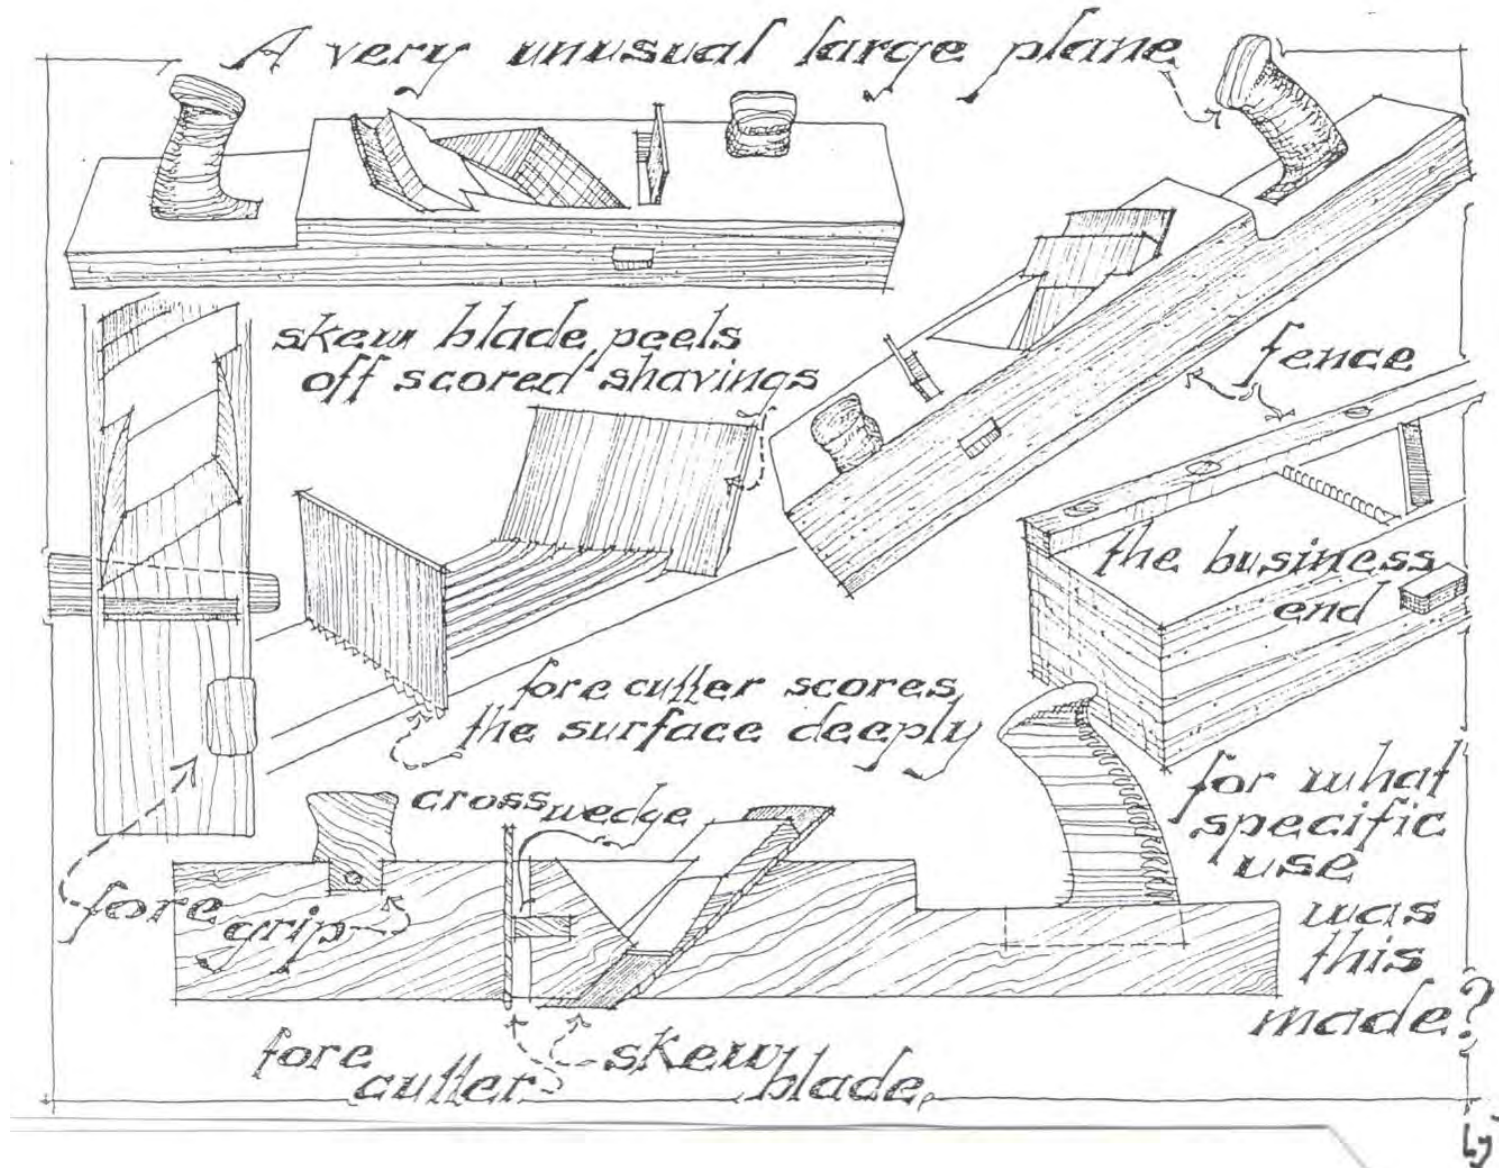 A very unusual large plane
skew blade peels
off scored shavings
fence
the business
end
fore cutter scores
the surface deeply
cross wedge
for what
specific
use
was
this
made?
fore
grip
fore
cutter
skew
blade